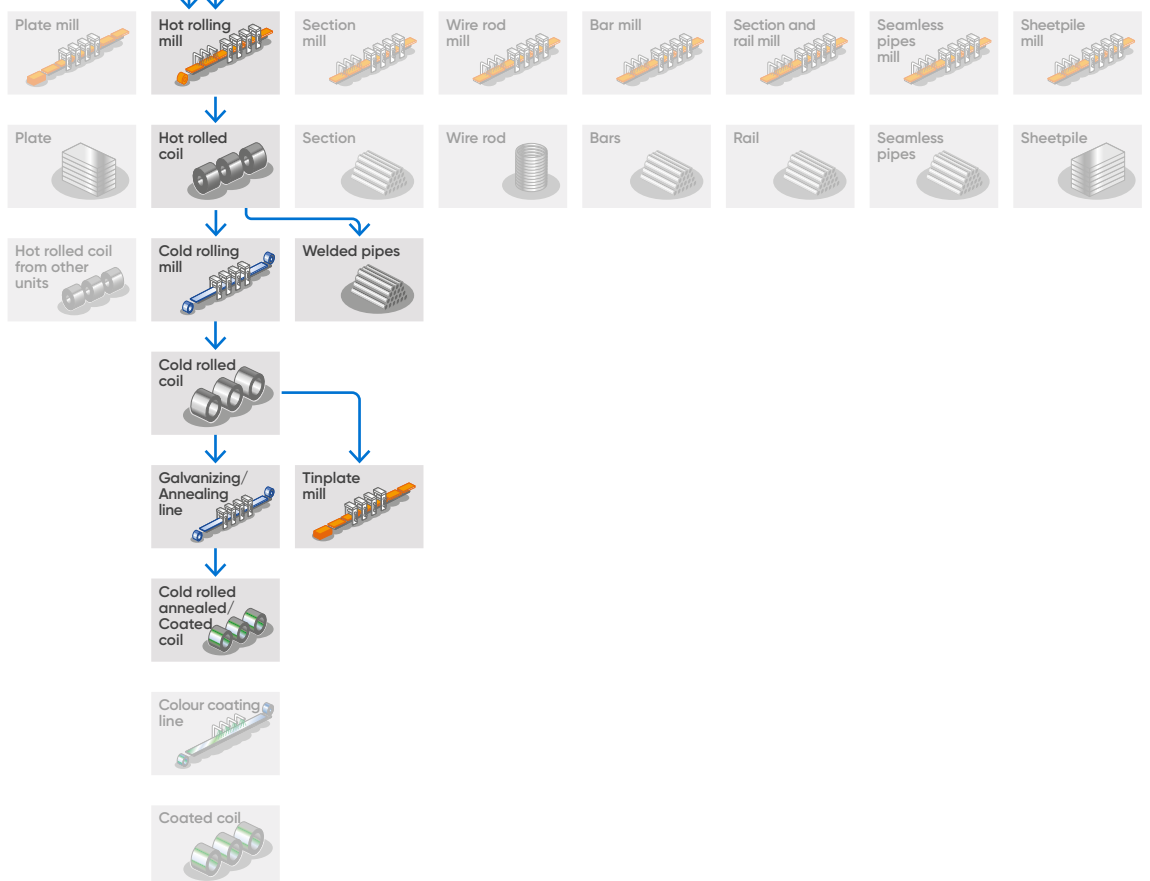 Plate mill
Hot rolling
mill
Section
mill
Wire rod
mill
Bar mill
Section and
rail mill
Seamless
pipes
mill
Sheetpile
mill
Plate
Hot rolled
coil
Section
Wire rod
Bars
Rail
Seamless
pipes
Sheetpile
Hot rolled coil
from other
units
Cold rolling
mill
Welded pipes
Cold rolled
coil
Galvanizing/
Annealing
line
Tinplate
mill
Cold rolled
annealed/
Coated
coil
Colour coating
line
Coated coil